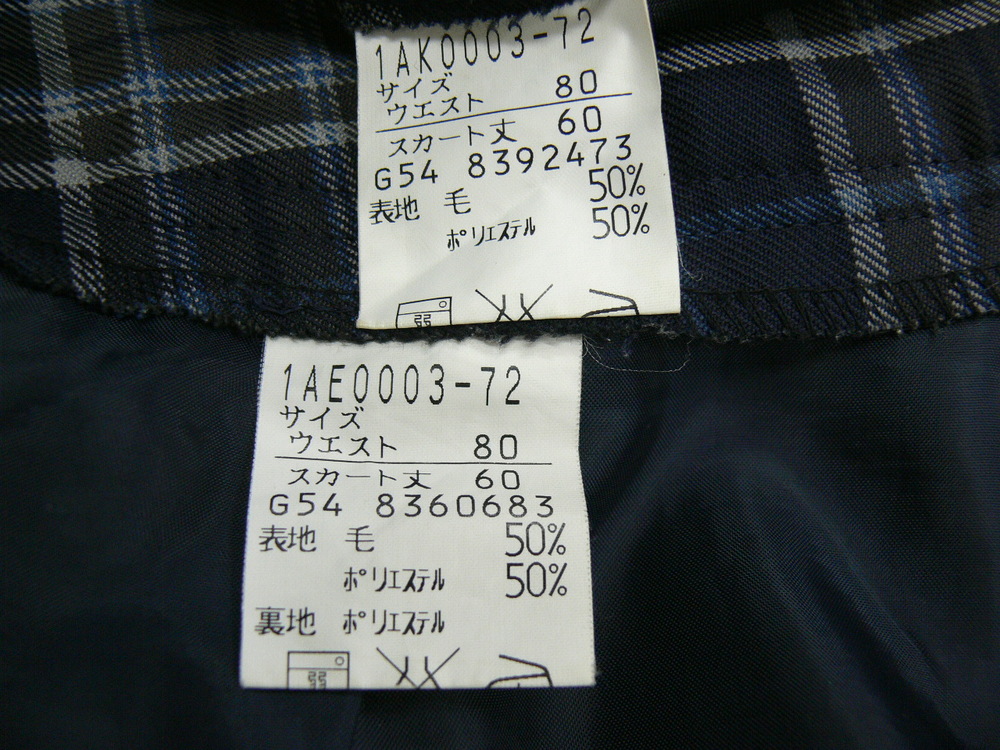 1AK0003-72
サイズ
ウエスト 80
スカート丈 60
G54 8392473
表地 毛 50%
ポリエステル 50%
弱
1AE0003-72
サイズ
ウエスト 80
スカート丈 60
G54 8360683
表地 毛 50%
ポリエステル 50%
裏地 ポリエステル
弱